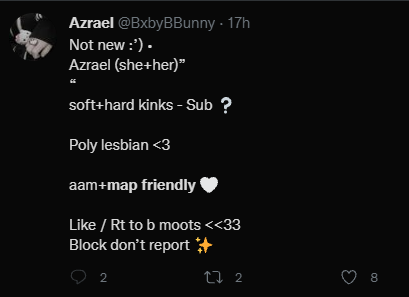 Azrael @BxbyBBunny · 17h
Not new :’) •
Azrael (she+her)”
“
soft+hard kinks - Sub ❔
Poly lesbian <3
aam+map friendly 🤍
Like / Rt to b moots <<33
Block don’t report ✨
2 2 8